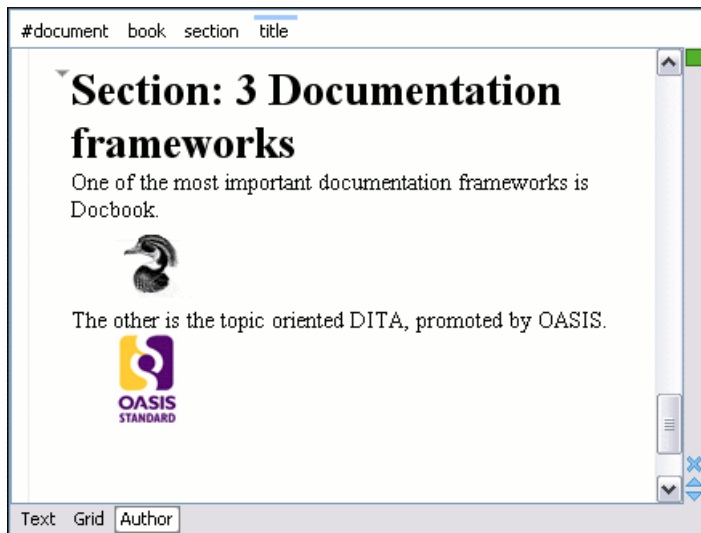 #document book section title
Section: 3 Documentation
frameworks
One of the most important documentation frameworks is
Docbook.
The other is the topic oriented DITA, promoted by OASIS.
OASIS
STANDARD
Text Grid Author